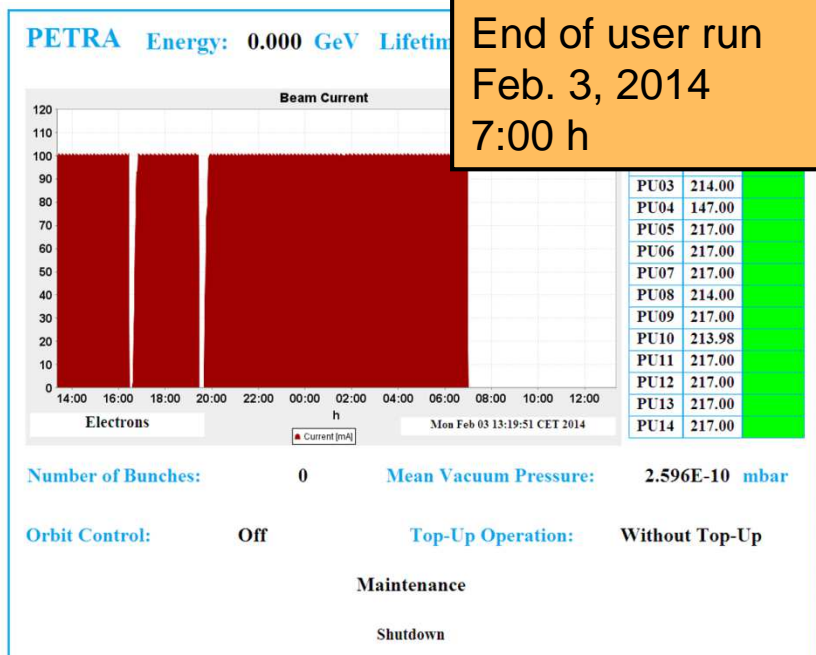 PETRA Energy: 0.000 GeV Lifetim
End of user run
Feb. 3, 2014
7:00 h
Beam Current
120
110
100
90
80
70
60
50
40
30
20
10
0
14:00 16:00 18:00 20:00 22:00 00:00 02:00 04:00 06:00 08:00 10:00 12:00
h
Electrons
Current [mA]
Mon Feb 03 13:19:51 CET 2014
PU03 214.00
PU04 147.00
PU05 217.00
PU06 217.00
PU07 217.00
PU08 214.00
PU09 217.00
PU10 213.98
PU11 217.00
PU12 217.00
PU13 217.00
PU14 217.00
Number of Bunches: 0 Mean Vacuum Pressure: 2.596E-10 mbar
Orbit Control: Off Top-Up Operation: Without Top-Up
Maintenance
Shutdown